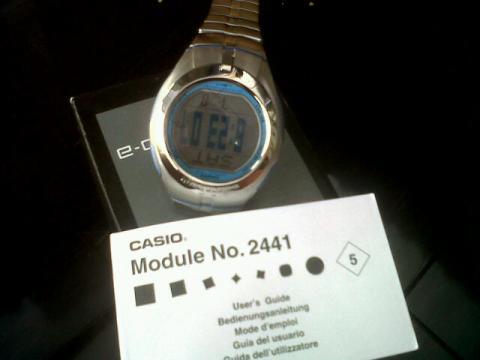 SAT
CASIO®
Module No. 2441
5
User's Guide
Bedienungsanleitung
Mode d'emploi
Guía del usuario
Guida dell'utilizzatore